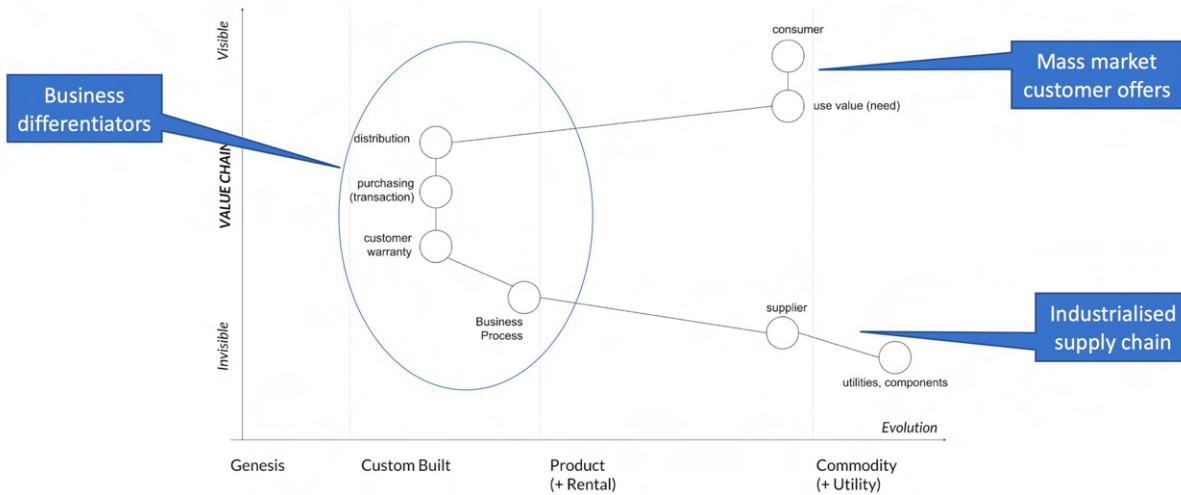 Visible
consumer
Mass market
customer offers
Business
differentiators
use value (need)
distribution
VALUE CHAIN
purchasing
(transaction)
customer
warranty
Business
Process
supplier
Industrialised
supply chain
Invisible
utilities, components
Evolution
Genesis
Custom Built
Product
(+ Rental)
Commodity
(+ Utility)